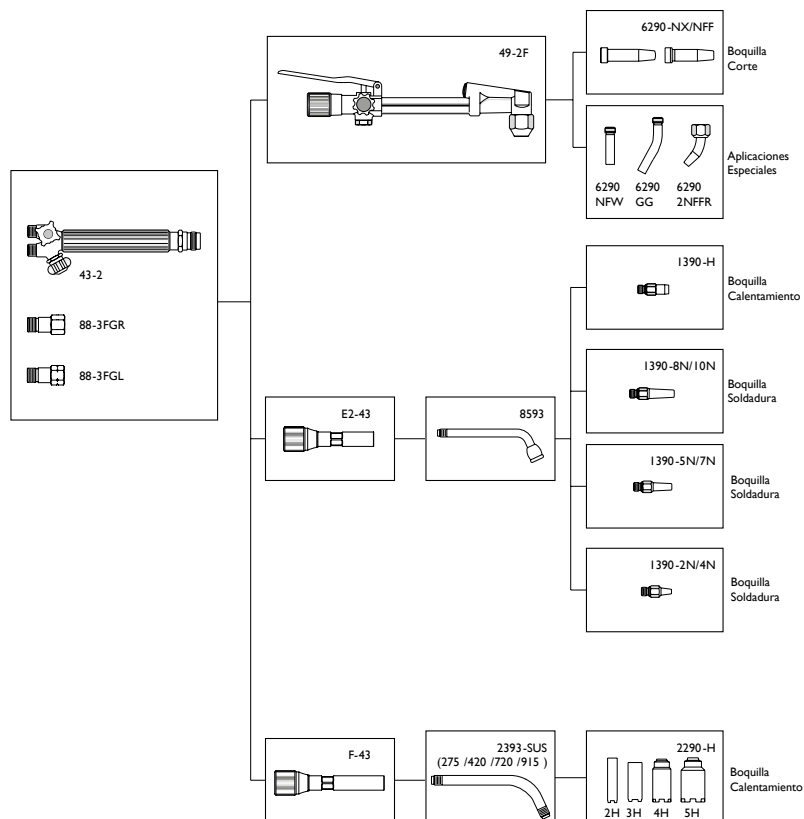 49-2F
6290-NX/NFF
Boquilla
Corte
6290
NFW
6290
GG
6290
2NFFR
Aplicaciones
Especiales
43-2
88-3FGR
88-3FGL
1390-H
Boquilla
Calentamiento
1390-8N/10N
Boquilla
Soldadura
E2-43
8593
1390-5N/7N
Boquilla
Soldadura
1390-2N/4N
Boquilla
Soldadura
F-43
2393-SUS
(275 /420 /720 /915 )
2290-H
2H 3H 4H 5H
Boquilla
Calentamiento